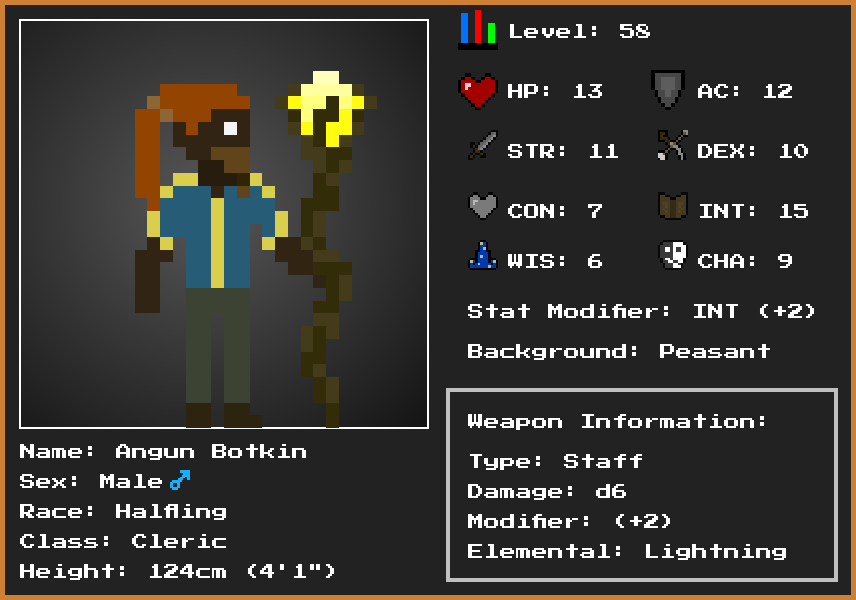 Level: 58
HP: 13 AC: 12
STR: 11 DEX: 10
CON: 7 INT: 15
WIS: 6 CHA: 9
Stat Modifier: INT (+2)
Background: Peasant
Weapon Information:
Type: Staff
Damage: d6
Modifier: (+2)
Elemental: Lightning
Name: Angun Botkin
Sex: Male♂
Race: Halfling
Class: Cleric
Height: 124cm (4'1")